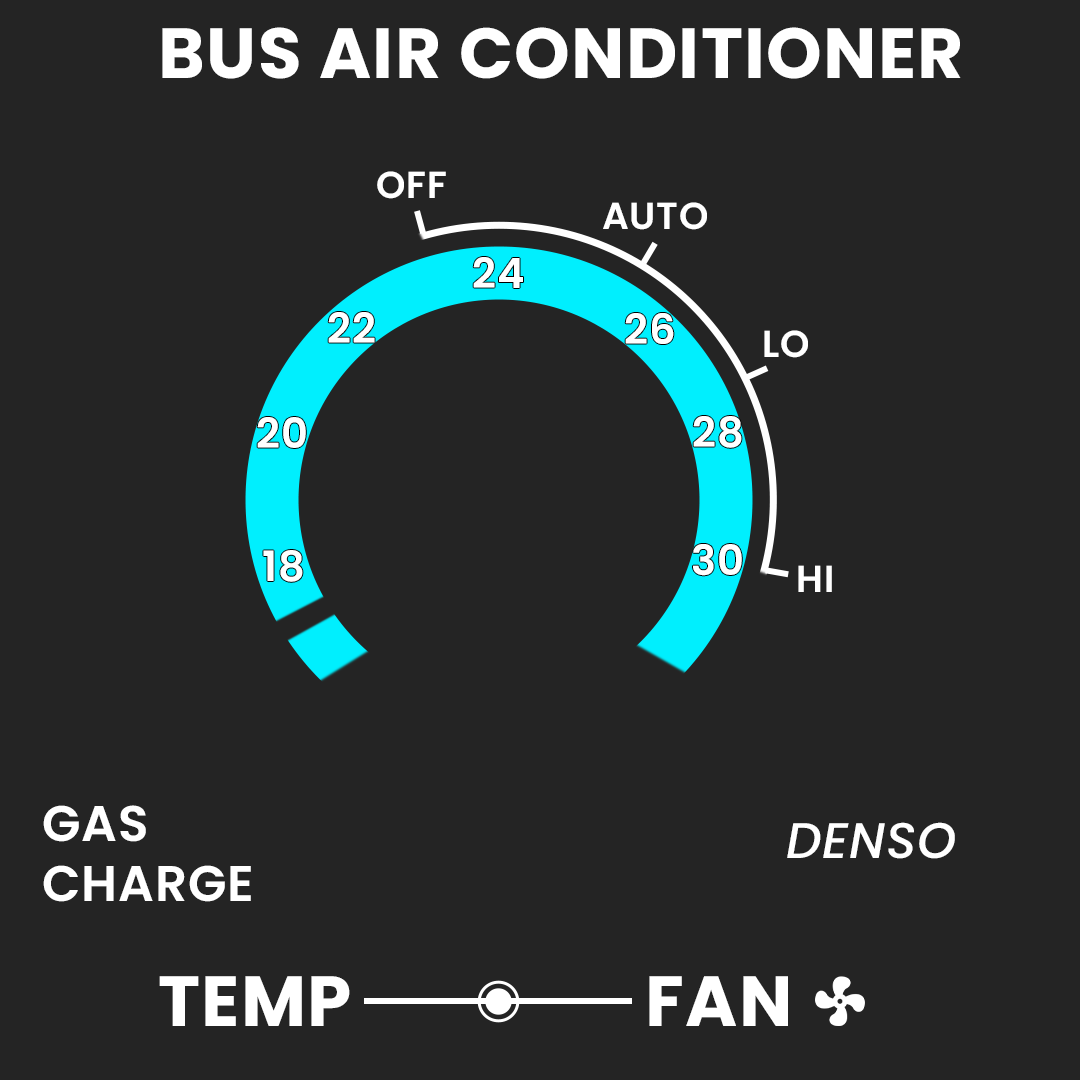 BUS AIR CONDITIONER
OFF
AUTO
LO
HI
24
22
26
20
28
18
30
GAS
CHARGE
DENSO
TEMP
FAN